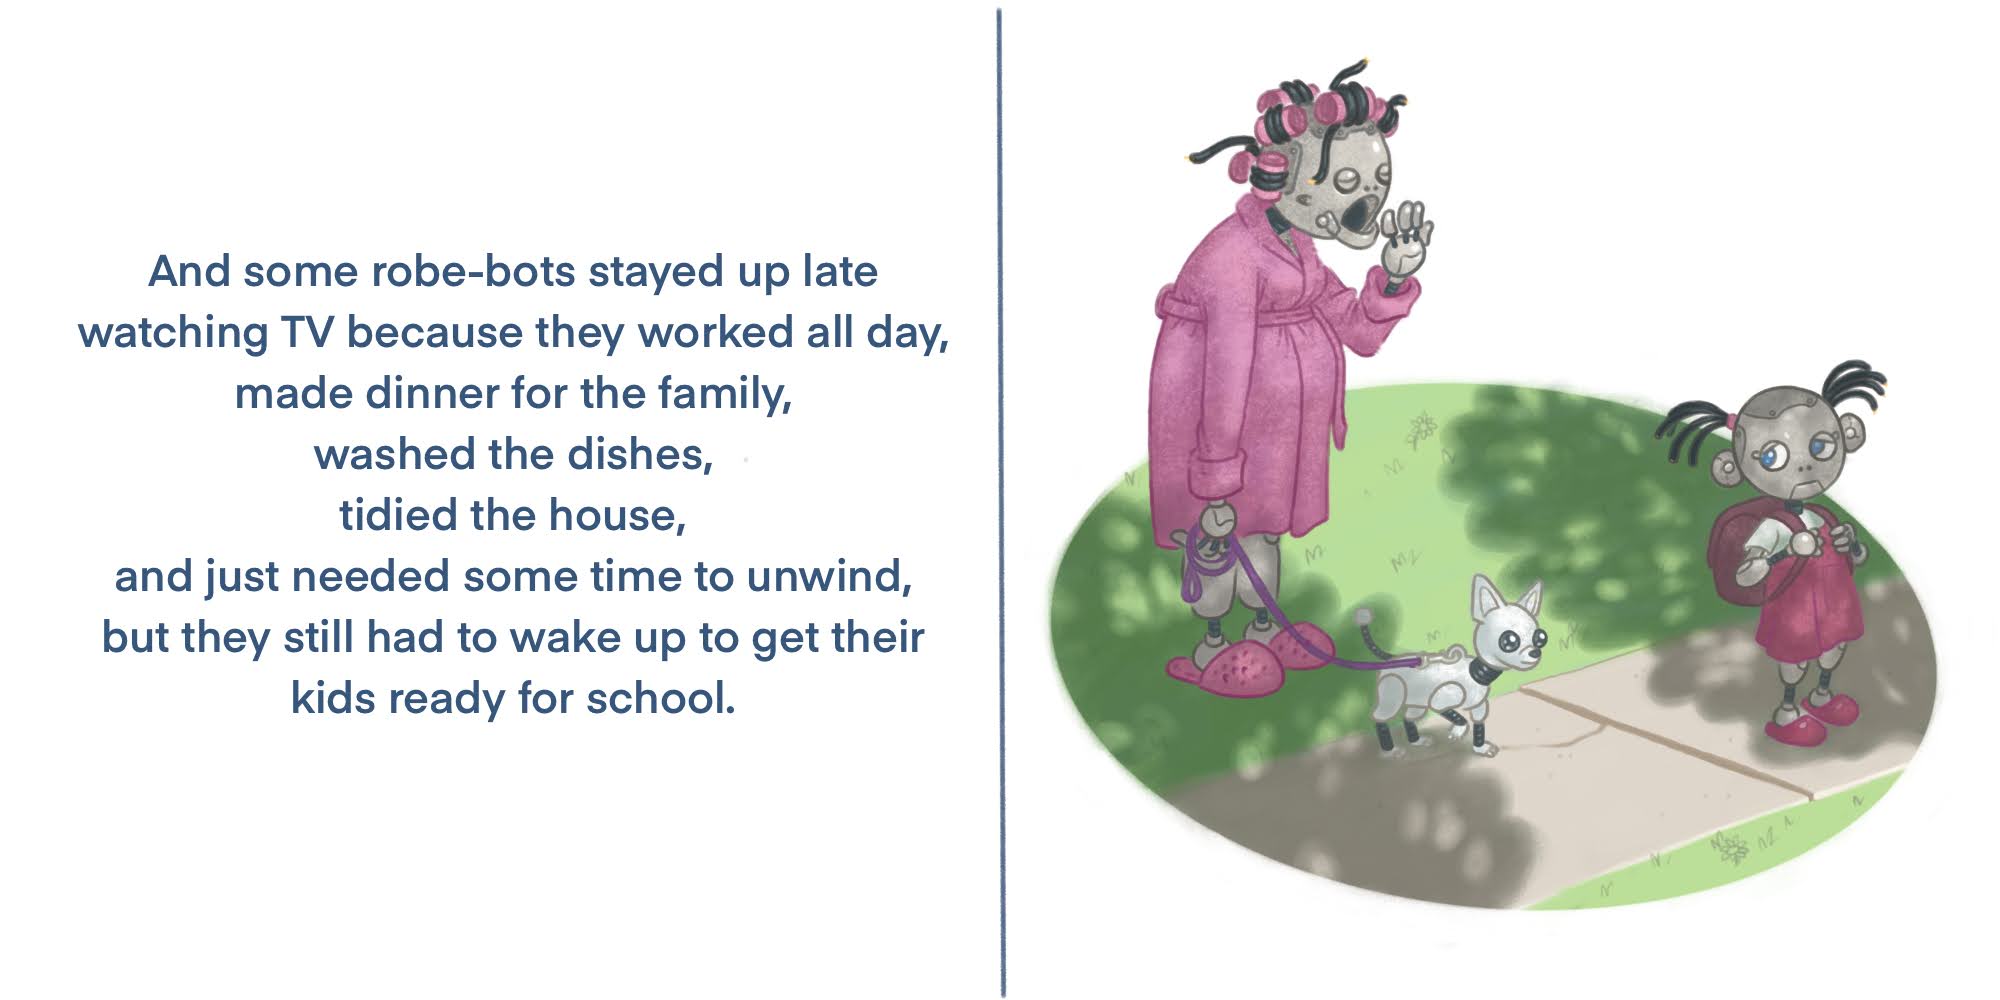 And some robe-bots stayed up late
watching TV because they worked all day,
made dinner for the family,
washed the dishes,
tidied the house,
and just needed some time to unwind,
but they still had to wake up to get their
kids ready for school.